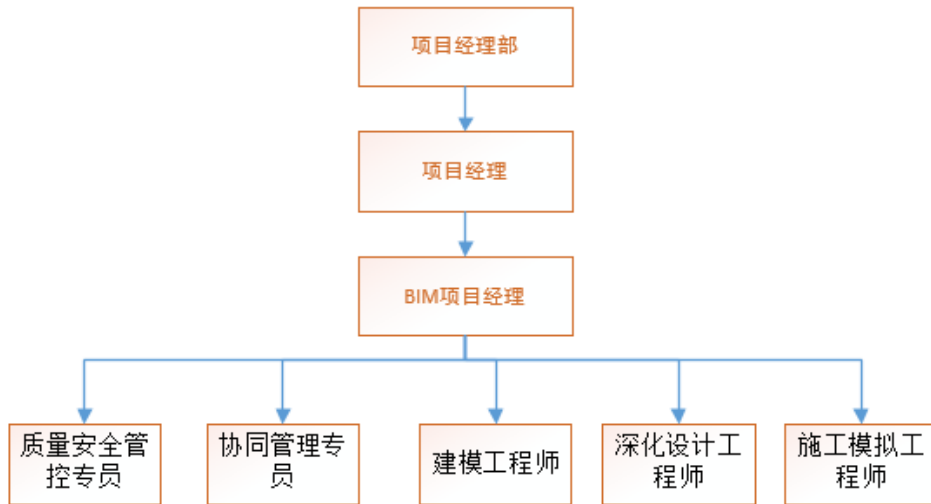 项目经理部
项目经理
BIM项目经理
质量安全管
控专员
协同管理专
员
建模工程师
深化设计工
程师
施工模拟工
程师